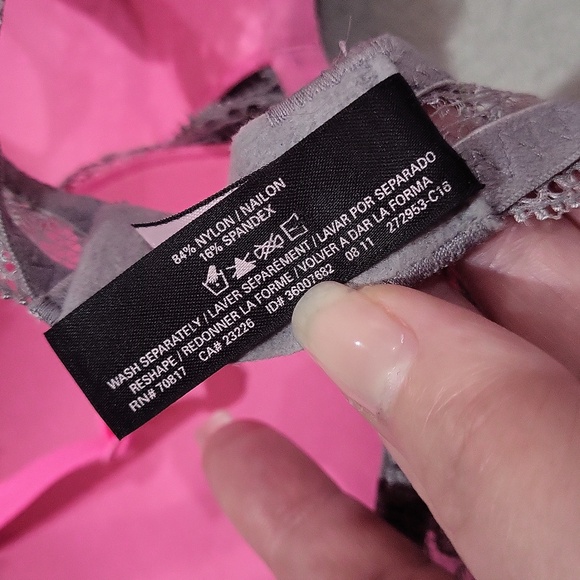 84% NYLON / NAILON
16% SPANDEX
WASH SEPARATELY / LAVER SÉPARÉMENT / LAVAR POR SEPARADO
RESHAPE / REDONNER LA FORME / VOLVER A DAR LA FORMA
RN# 70817 CA# 23226 ID# 36007682 08 11 272953-C16